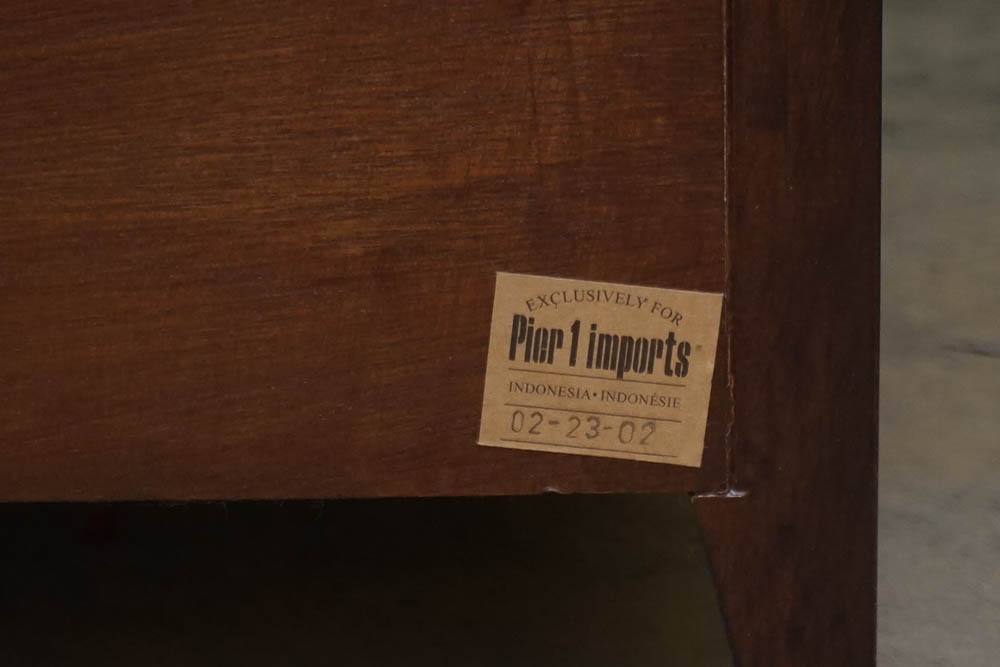 EXCLUSIVELY FOR
Pier 1 imports
INDONESIA • INDONÉSIE
02-23-02